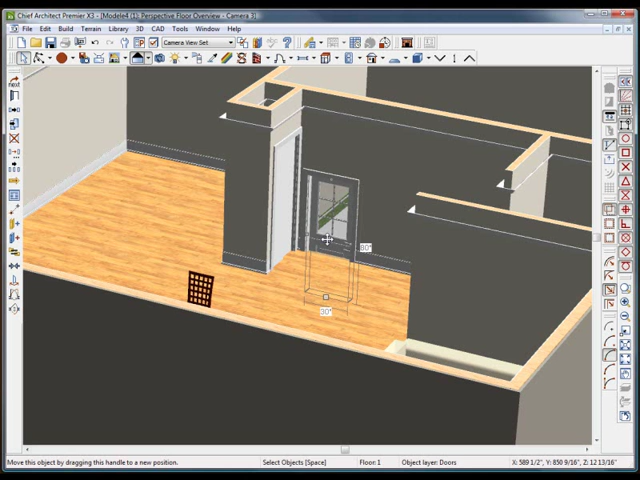 Chief Architect Premier X3 - [Modele4 (1): Perspective Floor Overview - Camera 3]
File Edit Build Terrain Library 3D CAD Tools Window Help
Camera View Set
next
80"
30"
Move this object by dragging this handle to a new position. Select Objects [Space] Floor: 1 Object layer: Doors X: 589 1/2", Y: 850 9/16", Z: 12 13/16"